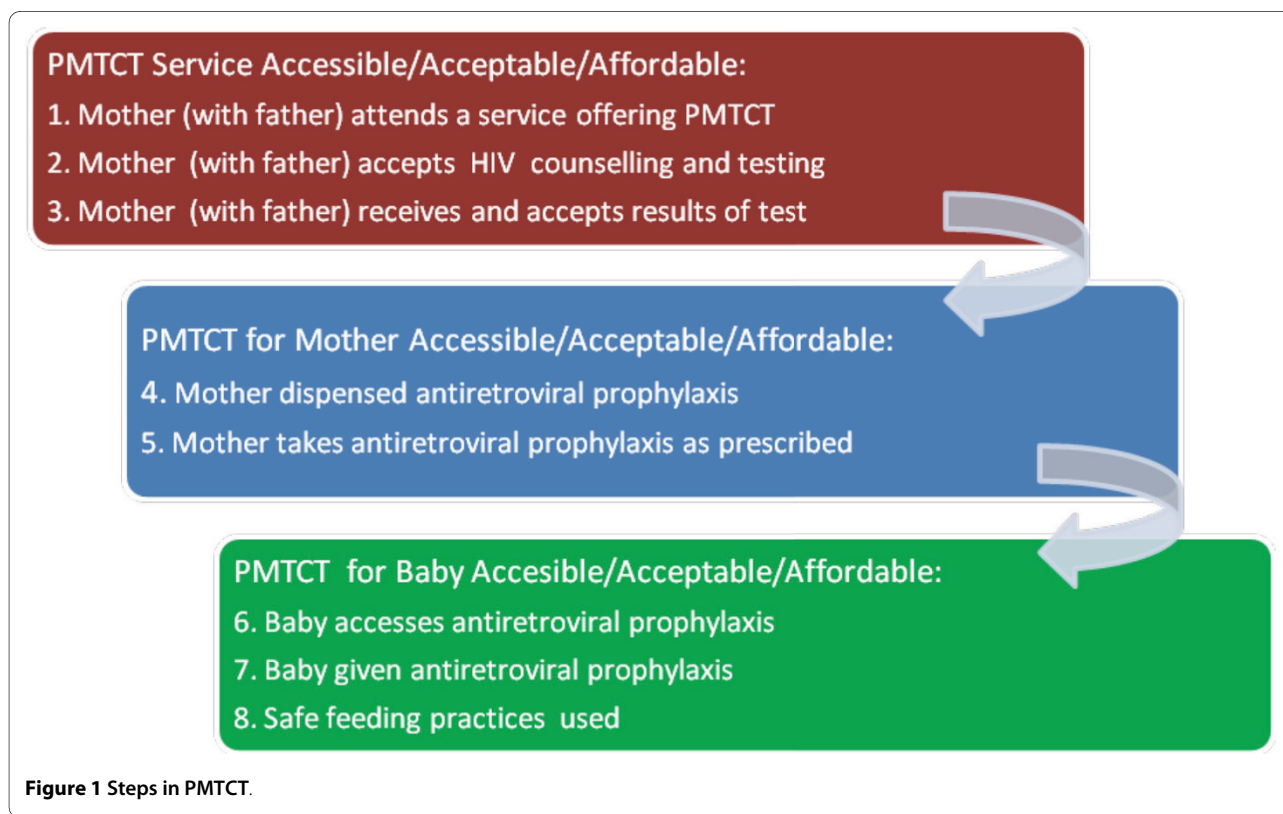 PMTCT Service Accessible/Acceptable/Affordable:
1. Mother (with father) attends a service offering PMTCT
2. Mother (with father) accepts HIV counselling and testing
3. Mother (with father) receives and accepts results of test
PMTCT for Mother Accessible/Acceptable/Affordable:
4. Mother dispensed antiretroviral prophylaxis
5. Mother takes antiretroviral prophylaxis as prescribed
PMTCT for Baby Accesible/Acceptable/Affordable:
6. Baby accesses antiretroviral prophylaxis
7. Baby given antiretroviral prophylaxis
8. Safe feeding practices used
Figure 1 Steps in PMTCT.